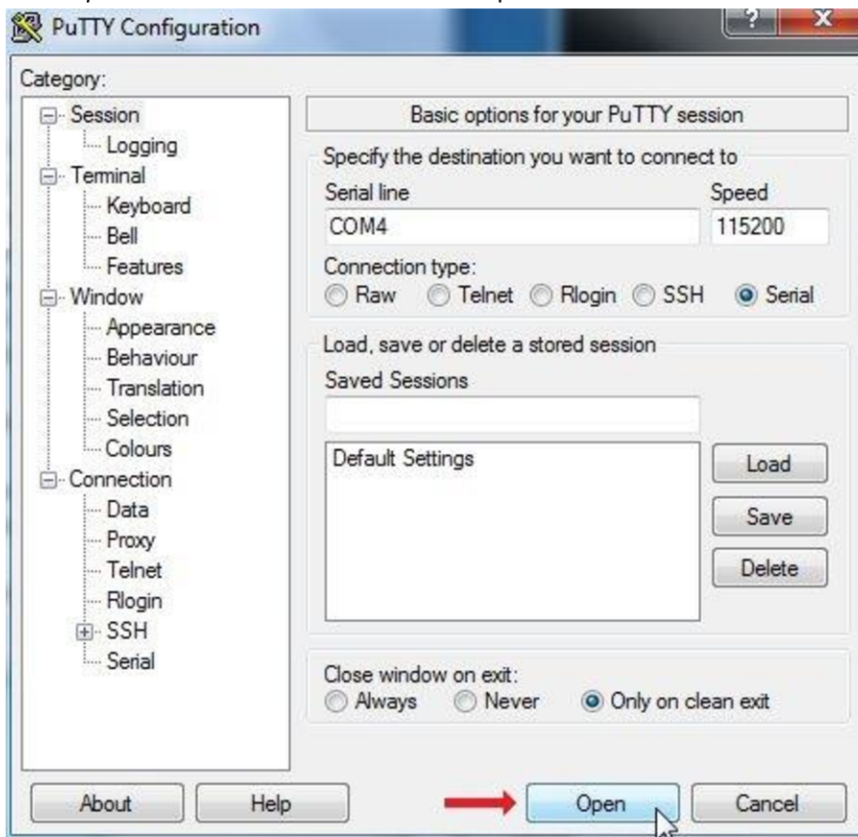 PuTTY Configuration
Category:
Session
Logging
Terminal
Keyboard
Bell
Features
Window
Appearance
Behaviour
Translation
Selection
Colours
Connection
Data
Proxy
Telnet
Rlogin
SSH
Serial
Basic options for your PuTTY session
Specify the destination you want to connect to
Serial line Speed
COM4 115200
Connection type:
Raw Telnet Rlogin SSH Serial
Load, save or delete a stored session
Saved Sessions
Default Settings
Load
Save
Delete
Close window on exit:
Always Never Only on clean exit
About Help Open Cancel